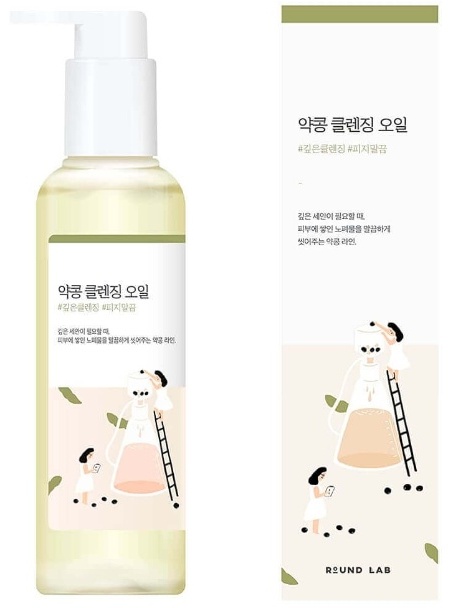 약콩 클렌징 오일
#깊은클렌징 #피지말끔
깊은 세안이 필요할 때,
피부에 쌓인 노폐물을 말끔하게 씻어주는 약콩 라인.
약콩 클렌징 오일
#깊은클렌징 #피지말끔
깊은 세안이 필요할 때,
피부에 쌓인 노폐물을 말끔하게
씻어주는 약콩 라인.
ROUND LAB